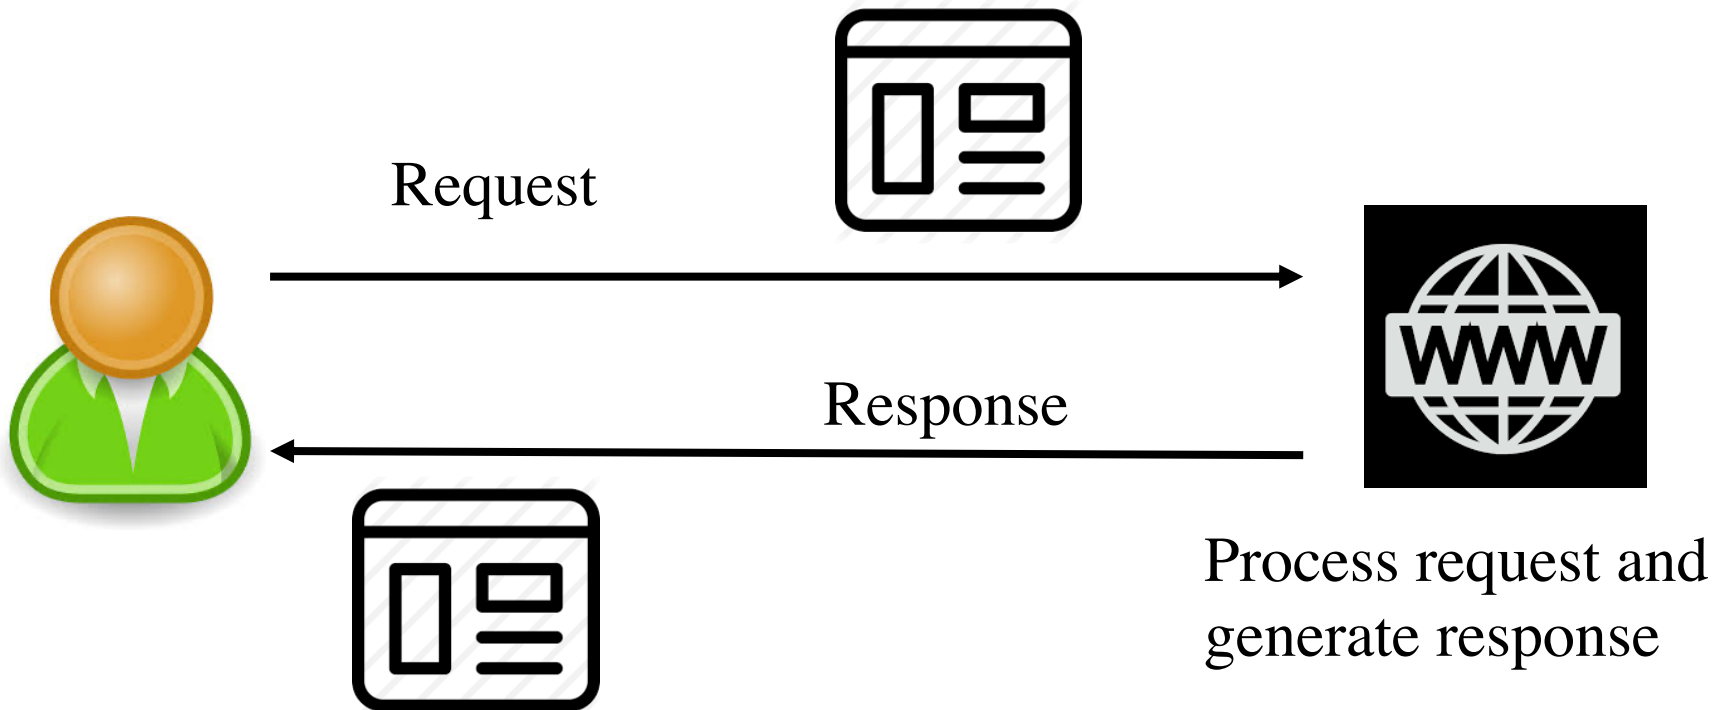 Request
WWW
Response
Process request and
generate response